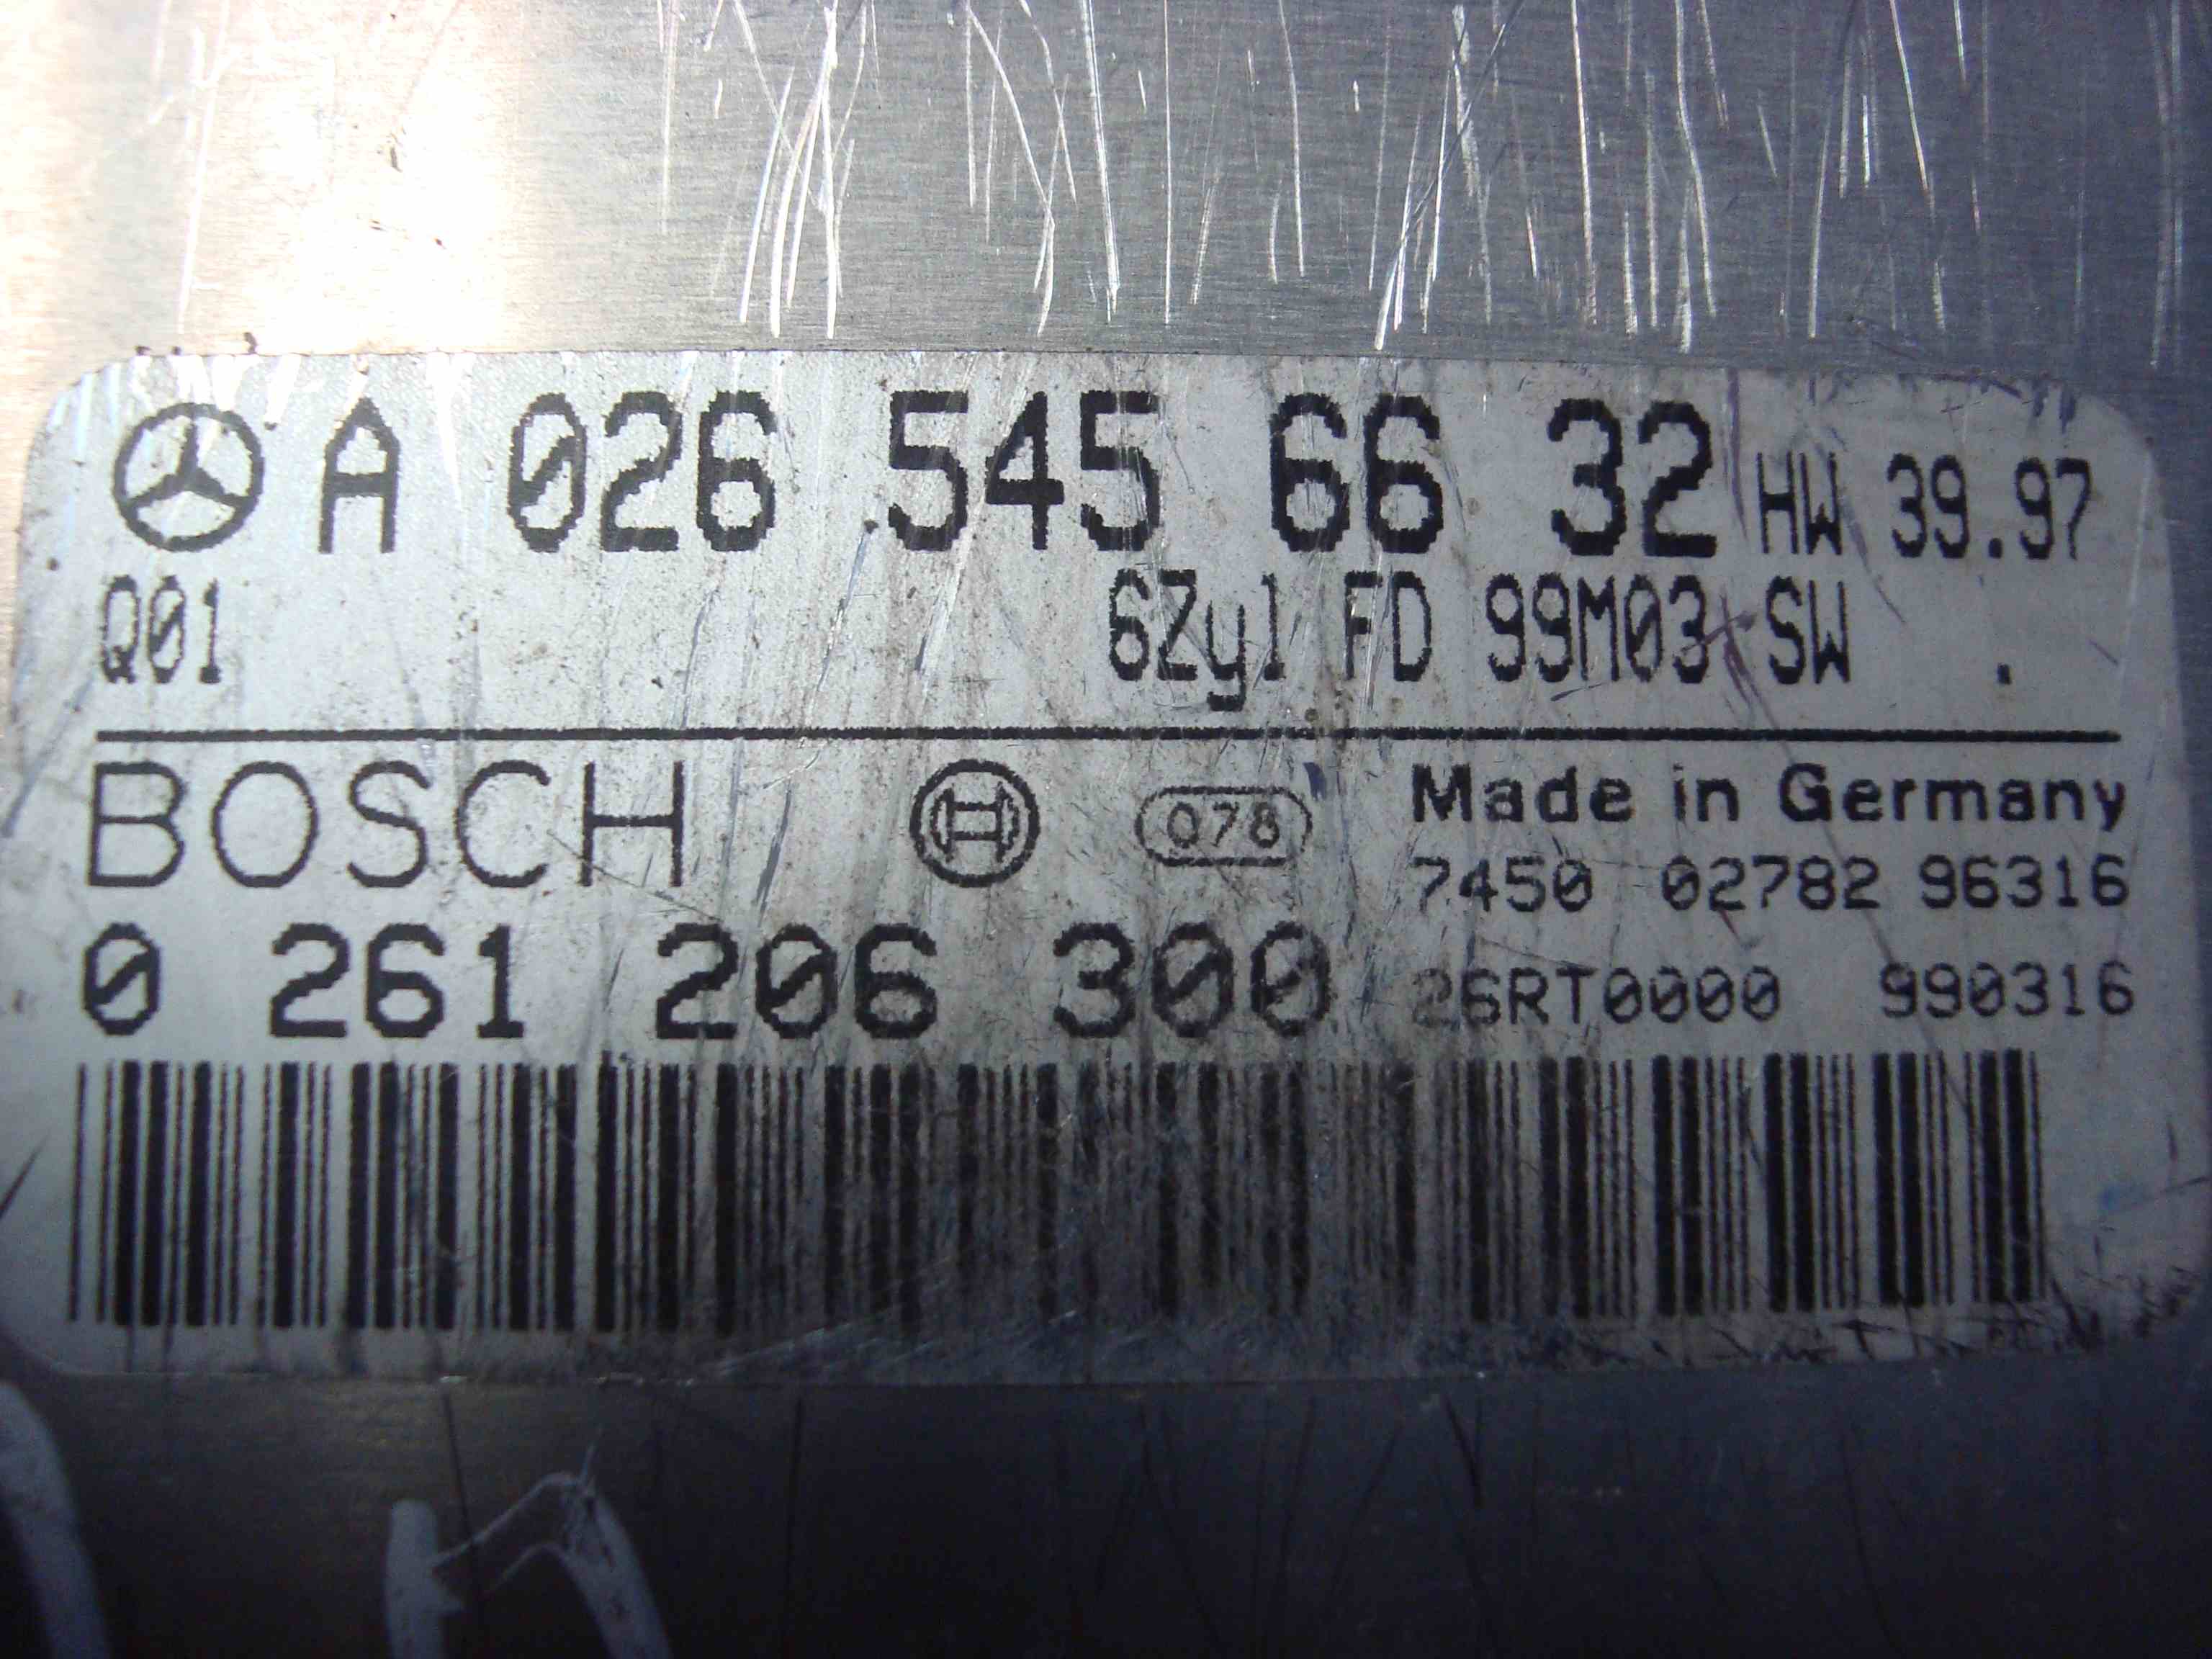 A 026 545 66 32 HW 39.97
Q01 6Zyl FD 99M03 SW .
BOSCH 078 Made in Germany
7450 02782 96316
0 261 206 300 26RT0000 990316